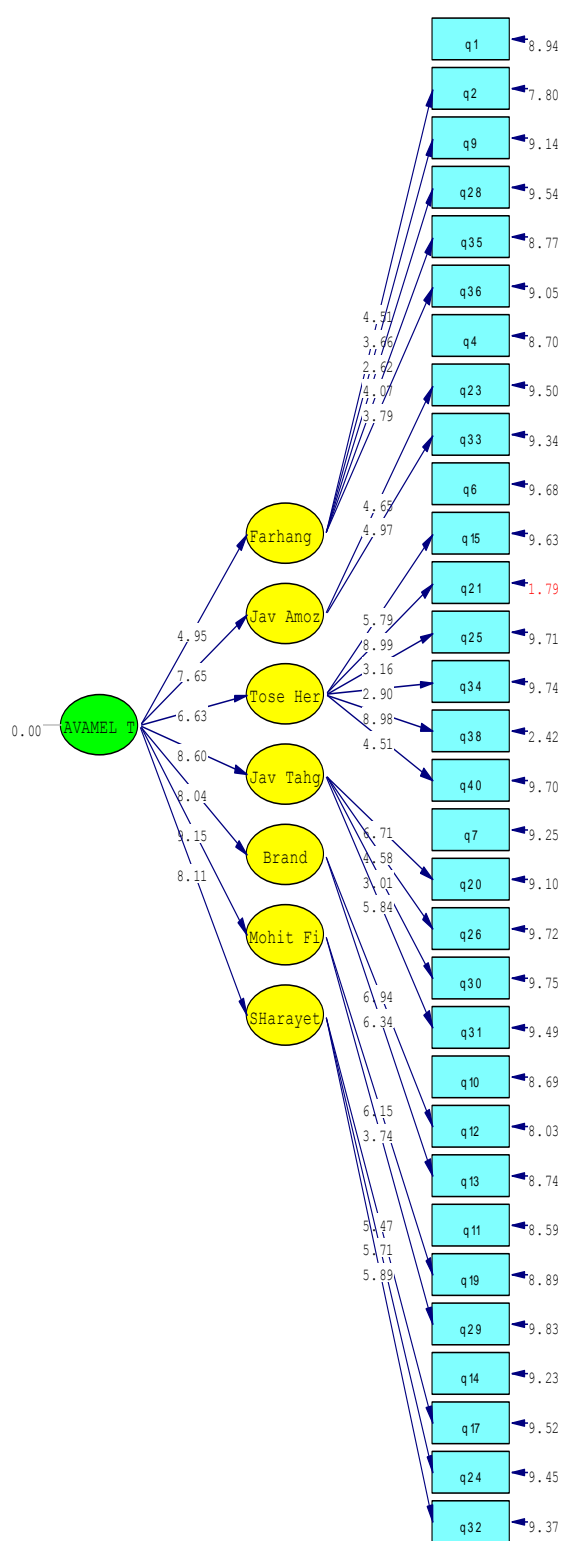 q1 8.94
q2 7.80
q9 9.14
q28 9.54
q35 8.77
q36 9.05
q4 8.70
q23 9.50
q33 9.34
q6 9.68
q15 9.63
q21 1.79
q25 9.71
q34 9.74
q38 2.42
q40 9.70
q7 9.25
q20 9.10
q26 9.72
q30 9.75
q31 9.49
q10 8.69
q12 8.03
q13 8.74
q11 8.59
q19 8.89
q29 9.83
q14 9.23
q17 9.52
q24 9.45
q32 9.37
4.51
3.66
2.62
4.07
3.79
4.65
4.97
5.79
8.99
3.16
2.90
8.98
4.51
6.71
4.58
3.01
5.84
6.94
6.34
6.15
3.74
5.47
5.71
5.89
Farhang
Jav Amoz
Tose Her
Jav Tahg
Brand
Mohit Fi
SHarayet
4.95
7.65
6.63
8.60
8.04
9.15
8.11
0.00
AVAMEL T